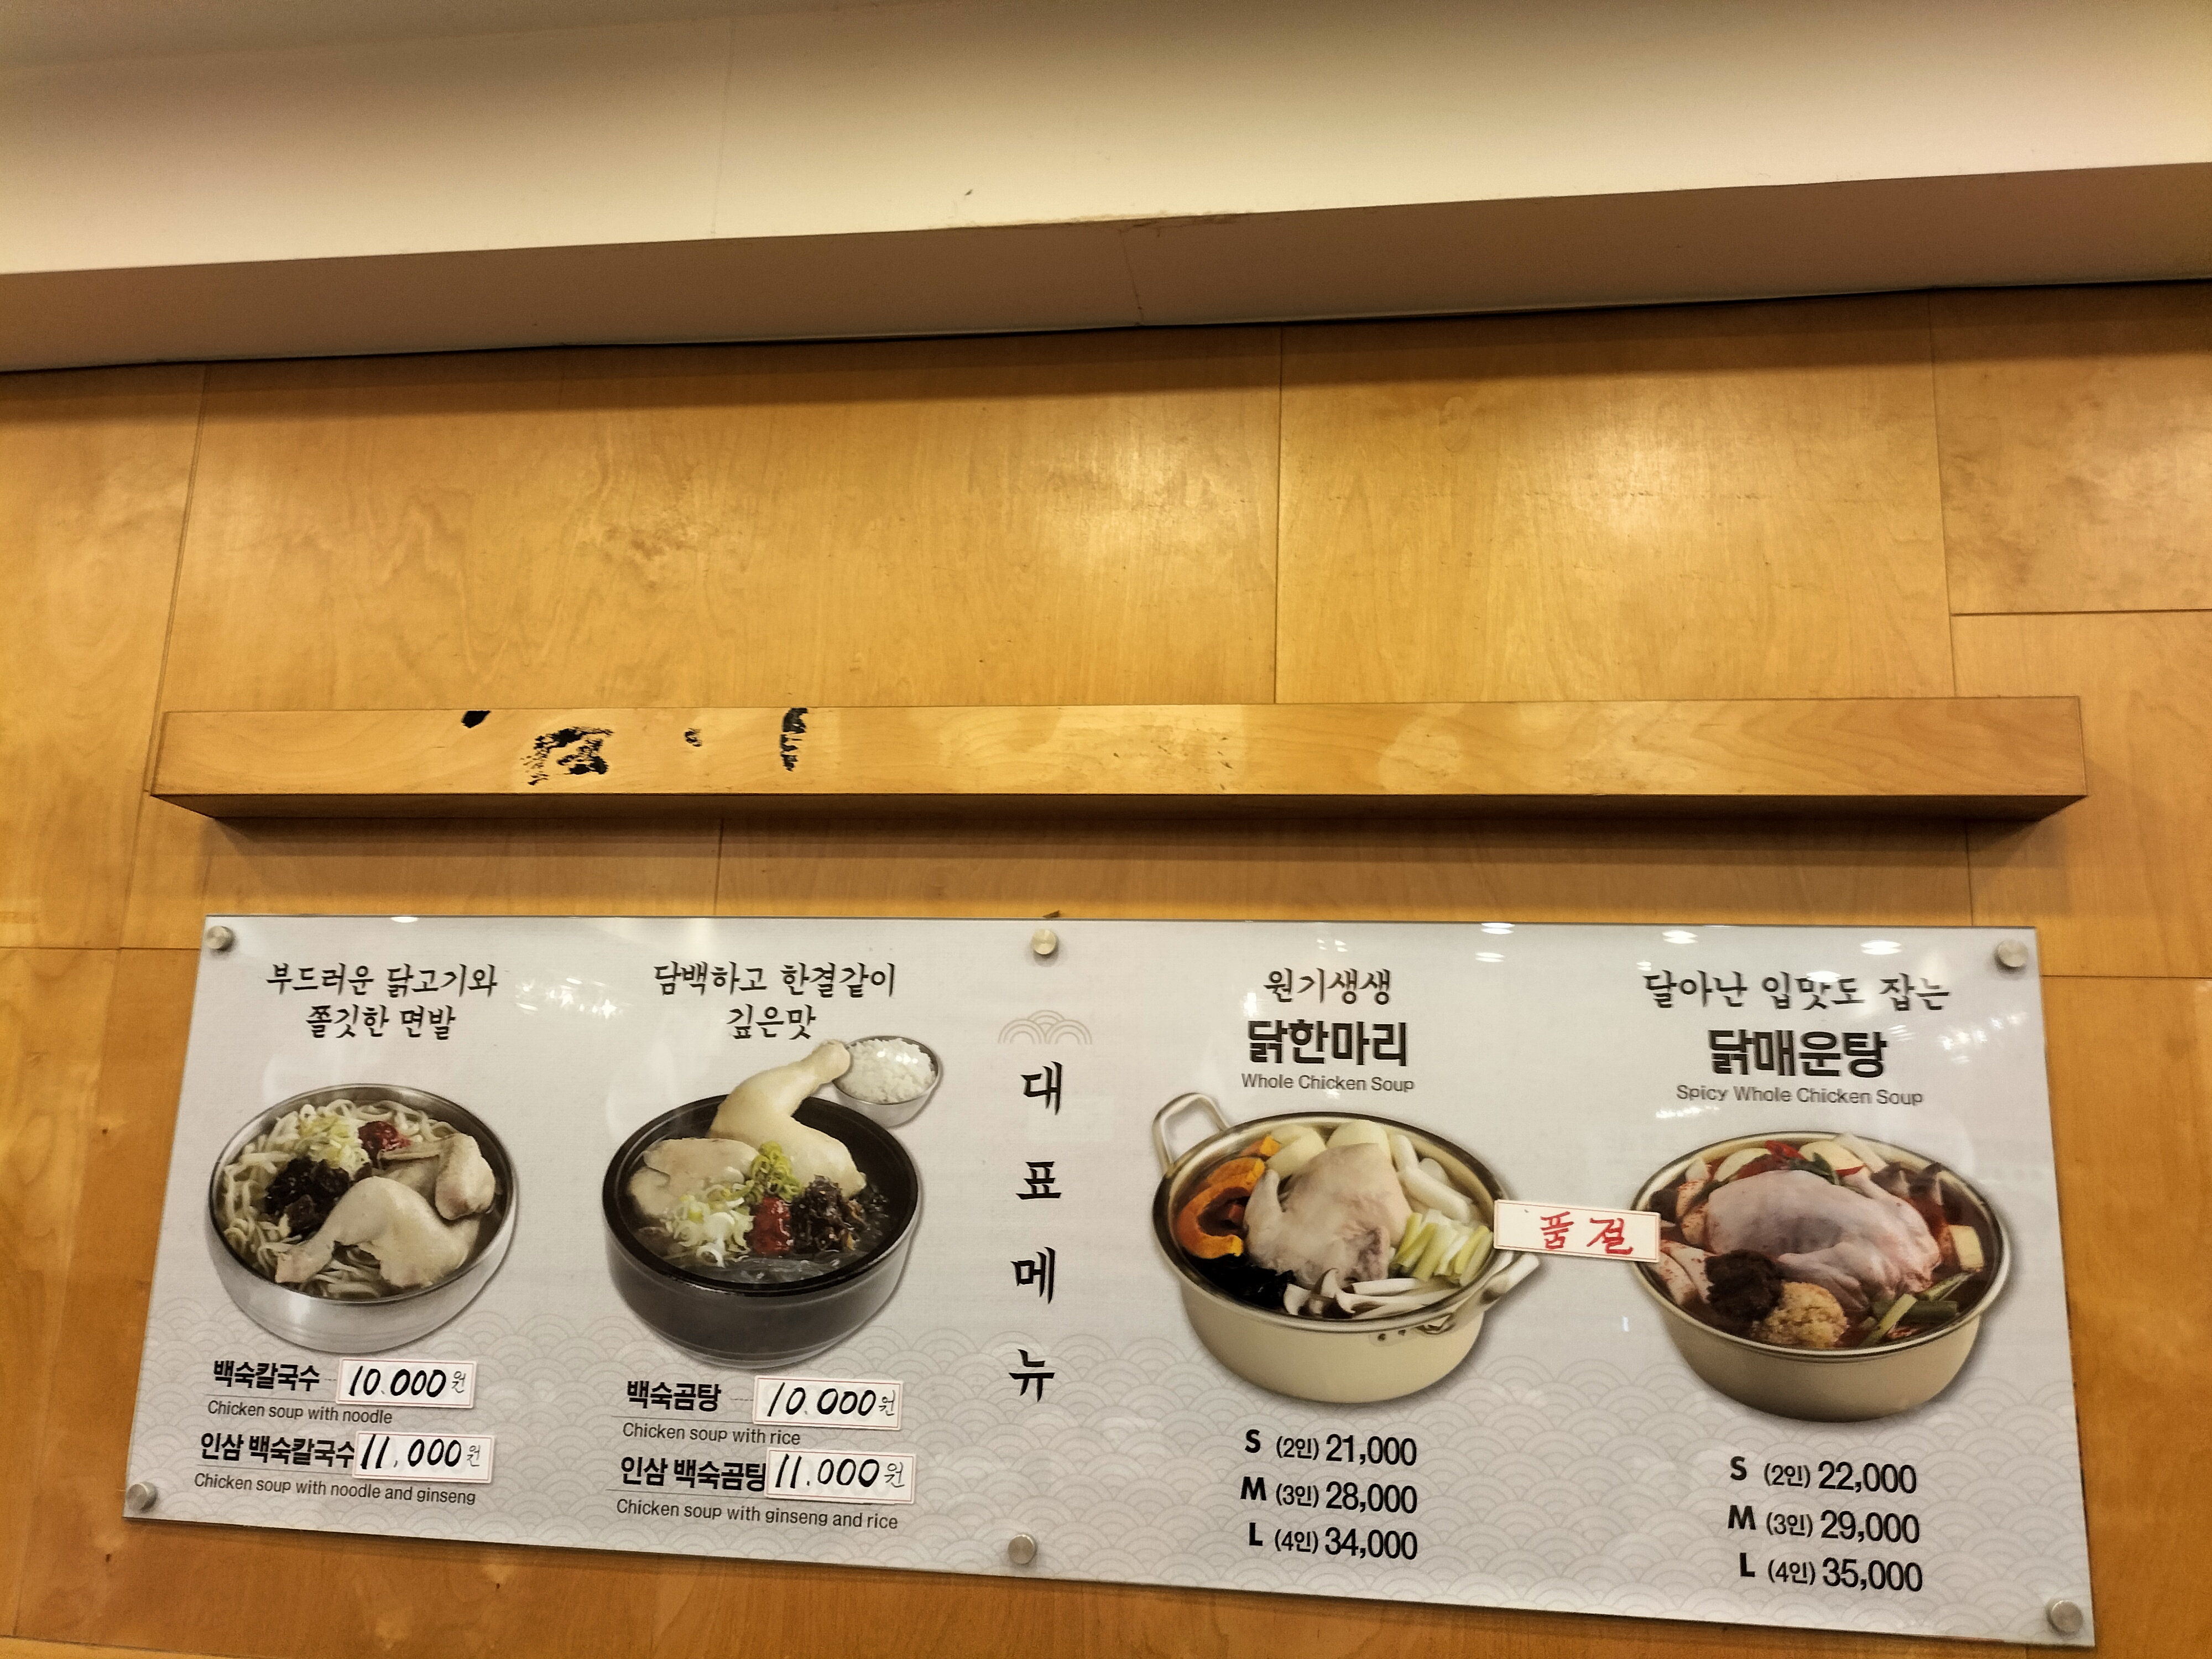 부드러운 닭고기와
쫄깃한 면발
백숙칼국수 10.000원
Chicken soup with noodle
인삼 백숙칼국수 11,000원
Chicken soup with noodle and ginseng
담백하고 한결같이
깊은맛
백숙곰탕 10.000원
Chicken soup with rice
인삼 백숙곰탕 11.000원
Chicken soup with ginseng and rice
대
표
메
뉴
원기생생
닭한마리
Whole Chicken Soup
S (2인) 21,000
M (3인) 28,000
L (4인) 34,000
품절
달아난 입맛도 잡는
닭매운탕
Spicy Whole Chicken Soup
S (2인) 22,000
M (3인) 29,000
L (4인) 35,000